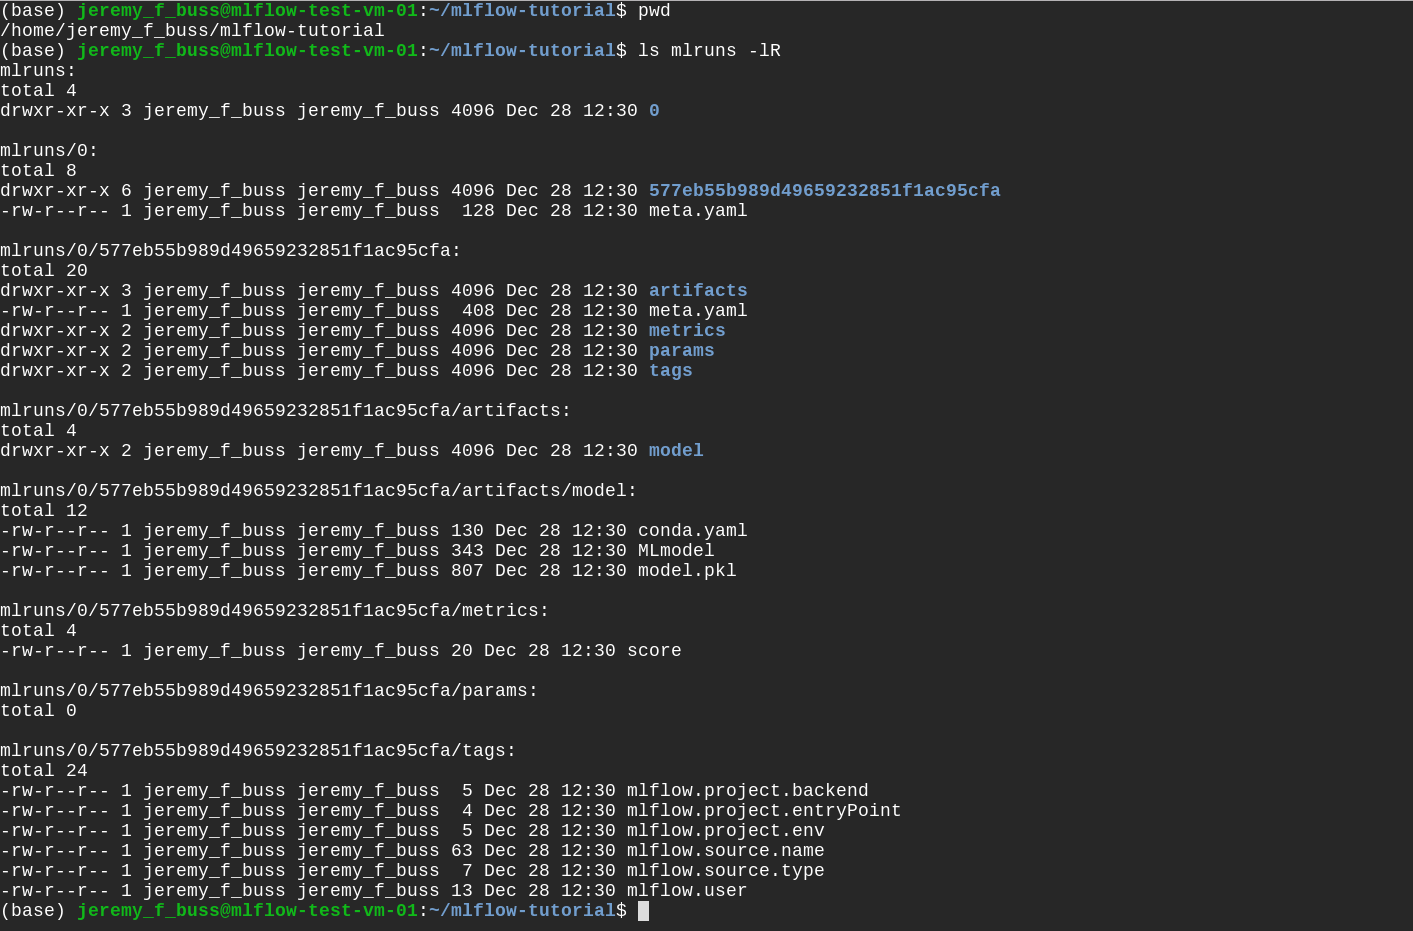 (base) jeremy_f_buss@mlflow-test-vm-01:~/mlflow-tutorial$ pwd
/home/jeremy_f_buss/mlflow-tutorial
(base) jeremy_f_buss@mlflow-test-vm-01:~/mlflow-tutorial$ ls mlruns -lR
mlruns:
total 4
drwxr-xr-x 3 jeremy_f_buss jeremy_f_buss 4096 Dec 28 12:30 0

mlruns/0:
total 8
drwxr-xr-x 6 jeremy_f_buss jeremy_f_buss 4096 Dec 28 12:30 577eb55b989d49659232851f1ac95cfa
-rw-r--r-- 1 jeremy_f_buss jeremy_f_buss  128 Dec 28 12:30 meta.yaml

mlruns/0/577eb55b989d49659232851f1ac95cfa:
total 20
drwxr-xr-x 3 jeremy_f_buss jeremy_f_buss 4096 Dec 28 12:30 artifacts
-rw-r--r-- 1 jeremy_f_buss jeremy_f_buss  408 Dec 28 12:30 meta.yaml
drwxr-xr-x 2 jeremy_f_buss jeremy_f_buss 4096 Dec 28 12:30 metrics
drwxr-xr-x 2 jeremy_f_buss jeremy_f_buss 4096 Dec 28 12:30 params
drwxr-xr-x 2 jeremy_f_buss jeremy_f_buss 4096 Dec 28 12:30 tags

mlruns/0/577eb55b989d49659232851f1ac95cfa/artifacts:
total 4
drwxr-xr-x 2 jeremy_f_buss jeremy_f_buss 4096 Dec 28 12:30 model

mlruns/0/577eb55b989d49659232851f1ac95cfa/artifacts/model:
total 12
-rw-r--r-- 1 jeremy_f_buss jeremy_f_buss 130 Dec 28 12:30 conda.yaml
-rw-r--r-- 1 jeremy_f_buss jeremy_f_buss 343 Dec 28 12:30 MLmodel
-rw-r--r-- 1 jeremy_f_buss jeremy_f_buss 807 Dec 28 12:30 model.pkl

mlruns/0/577eb55b989d49659232851f1ac95cfa/metrics:
total 4
-rw-r--r-- 1 jeremy_f_buss jeremy_f_buss 20 Dec 28 12:30 score

mlruns/0/577eb55b989d49659232851f1ac95cfa/params:
total 0

mlruns/0/577eb55b989d49659232851f1ac95cfa/tags:
total 24
-rw-r--r-- 1 jeremy_f_buss jeremy_f_buss  5 Dec 28 12:30 mlflow.project.backend
-rw-r--r-- 1 jeremy_f_buss jeremy_f_buss  4 Dec 28 12:30 mlflow.project.entryPoint
-rw-r--r-- 1 jeremy_f_buss jeremy_f_buss  5 Dec 28 12:30 mlflow.project.env
-rw-r--r-- 1 jeremy_f_buss jeremy_f_buss 63 Dec 28 12:30 mlflow.source.name
-rw-r--r-- 1 jeremy_f_buss jeremy_f_buss  7 Dec 28 12:30 mlflow.source.type
-rw-r--r-- 1 jeremy_f_buss jeremy_f_buss 13 Dec 28 12:30 mlflow.user
(base) jeremy_f_buss@mlflow-test-vm-01:~/mlflow-tutorial$